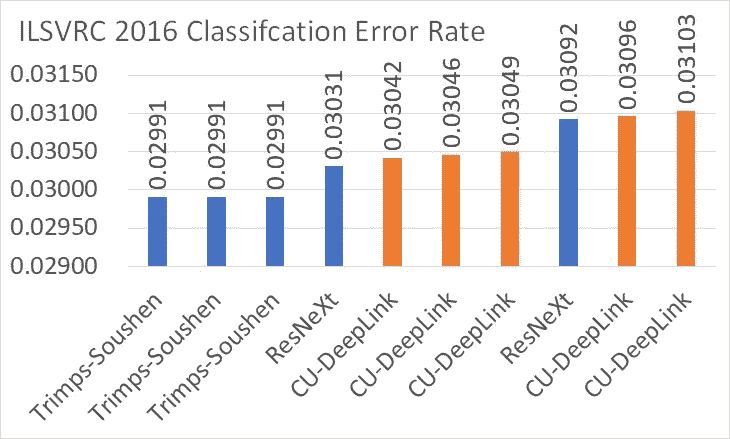 ILSVRC 2016 Classifcation Error Rate
0.03150
0.03100
0.03050
0.03000
0.02950
0.02900
0.02991
0.02991
0.02991
0.03031
0.03042
0.03046
0.03049
0.03092
0.03096
0.03103
Trimps-Soushen
Trimps-Soushen
Trimps-Soushen
ResNeXt
CU-DeepLink
CU-DeepLink
CU-DeepLink
ResNeXt
CU-DeepLink
CU-DeepLink